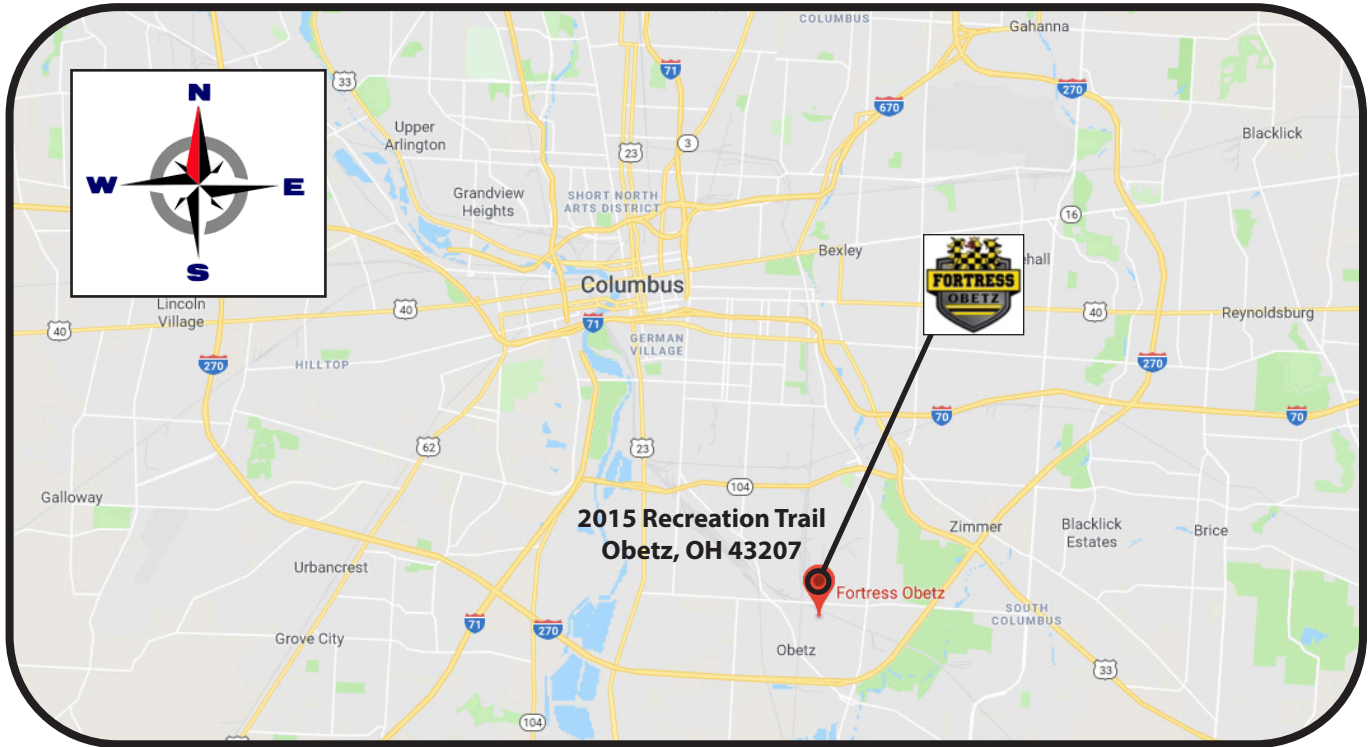 COLUMBUS
Gahanna
33
71
270
N
670
Upper
Arlington
3
23
Blacklick
W
E
Grandview
Heights
SHORT NORTH
ARTS DISTRICT
16
Bexley
FORTRESS
OBETZ
S
Columbus
Lincoln
Village
40
40
71
40
Reynoldsburg
GERMAN
VILLAGE
270
HILLTOP
270
70
70
62
23
104
Galloway
2015 Recreation Trail
Obetz, OH 43207
Zimmer
Blacklick
Estates
Brice
Urbancrest
Fortress Obetz
SOUTH
COLUMBUS
71
270
Grove City
Obetz
33
104